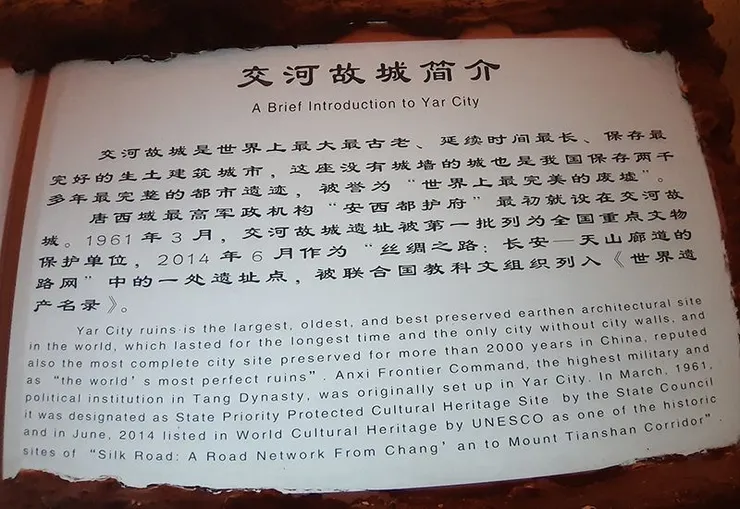 交河故城简介
A Brief Introduction to Yar City
交河故城是世界上最大最古老、延续时间最长、保存最
完好的生土建筑城市，这座没有城墙的城也是我国保存两千
多年最完整的都市遗迹，被誉为“世界上最完美的废墟”。
唐西域最高军政机构“安西都护府”最初就设在交河故
城。1961 年 3 月，交河故城遗址被第一批列为全国重点文物
保护单位，2014 年 6 月作为“丝绸之路：长安—天山廊道的
路网”中的一处遗址点，被联合国教科文组织列入《世界遗
产名录》。
Yar City ruins is the largest, oldest, and best preserved earthen architectural site
in the world, which lasted for the longest time and the only city without city walls, and
also the most complete city site preserved for more than 2000 years in China, reputed
as “the world’s most perfect ruins”. Anxi Frontier Command, the highest military and
political institution in Tang Dynasty, was originally set up in Yar City. In March, 1961,
it was designated as State Priority Protected Cultural Heritage Site by the State Council
and in June, 2014 listed in World Cultural Heritage by UNESCO as one of the historic
sites of “Silk Road: A Road Network From Chang’an to Mount Tianshan Corridor”